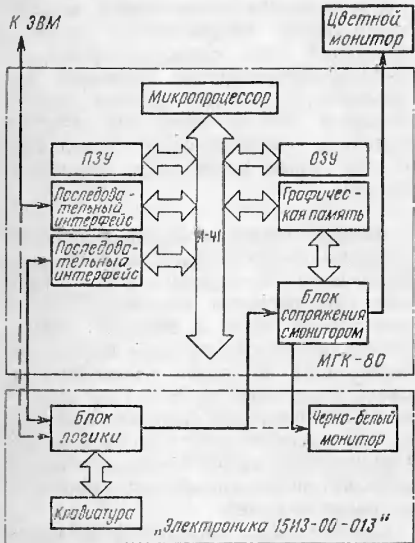 К ЭВМ
Цветной
монитор
Микропроцессор
ПЗУ
ОЗУ
Последова-
тельный
интерфейс
Графичес-
кая память
И-41
Последова-
тельный
интерфейс
Блок
сопряжения
с монитором
МГК-80
Блок
логики
Черно-белый
монитор
Клавиатура
„Электроника 15ИЭ-00-013"